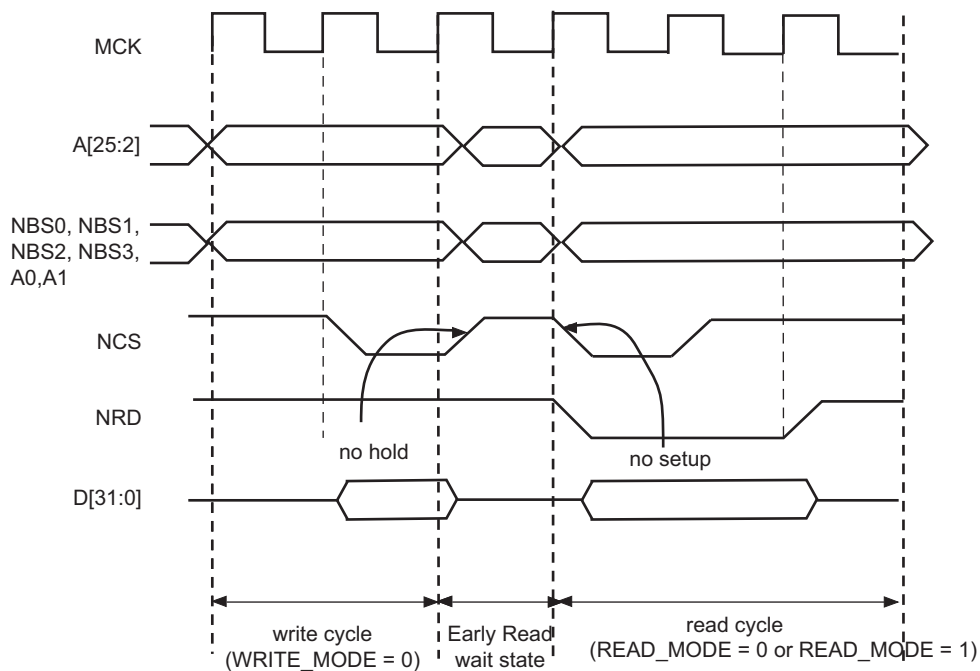 MCK
A[25:2]
NBS0, NBS1,
NBS2, NBS3,
A0,A1
NCS
NRD
no hold
no setup
D[31:0]
write cycle
(WRITE_MODE = 0)
Early Read
wait state
read cycle
(READ_MODE = 0 or READ_MODE = 1)